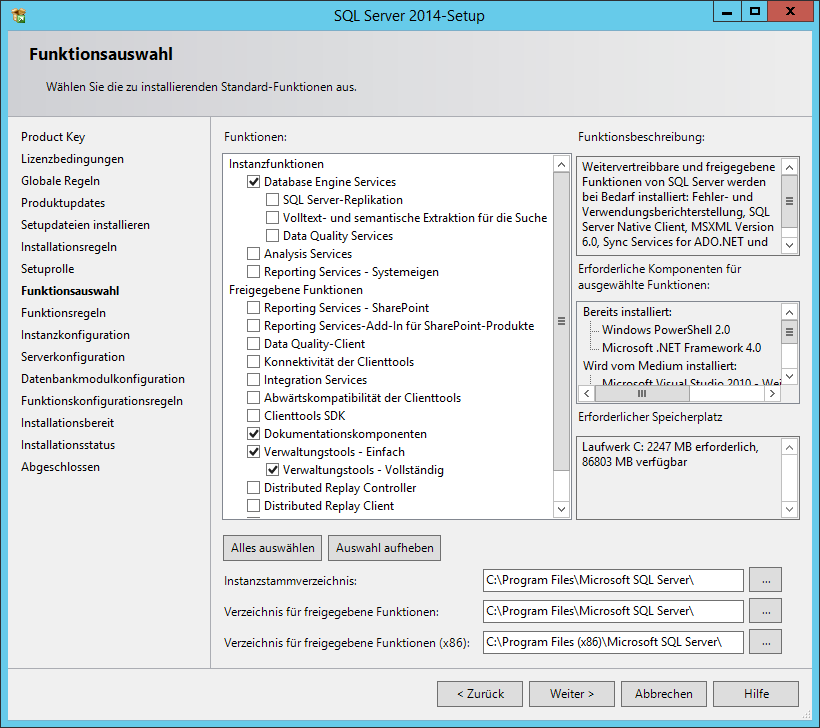 SQL Server 2014-Setup
Funktionsauswahl
Wählen Sie die zu installierenden Standard-Funktionen aus.
Product Key
Lizenzbedingungen
Globale Regeln
Produktupdates
Setupdateien installieren
Installationsregeln
Setuprolle
Funktionsauswahl
Funktionsregeln
Instanzkonfiguration
Serverkonfiguration
Datenbankmodulkonfiguration
Funktionskonfigurationsregeln
Installationsbereit
Installationsstatus
Abgeschlossen
Funktionen:
Instanzfunktionen
Database Engine Services
SQL Server-Replikation
Volltext- und semantische Extraktion für die Suche
Data Quality Services
Analysis Services
Reporting Services - Systemeigen
Freigegebene Funktionen
Reporting Services - SharePoint
Reporting Services-Add-In für SharePoint-Produkte
Data Quality-Client
Konnektivität der Clienttools
Integration Services
Abwärtskompatibilität der Clienttools
Clienttools SDK
Dokumentationskomponenten
Verwaltungstools - Einfach
Verwaltungstools - Vollständig
Distributed Replay Controller
Distributed Replay Client
Funktionsbeschreibung:
Weitervertreibbare und freigegebene
Funktionen von SQL Server werden
bei Bedarf installiert: Fehler- und
Verwendungsberichterstellung, SQL
Server Native Client, MSXML Version
6.0, Sync Services for ADO.NET und
Erforderliche Komponenten für
ausgewählte Funktionen:
Bereits installiert:
Windows PowerShell 2.0
Microsoft .NET Framework 4.0
Wird vom Medium installiert:
Microsoft Visual Studio 2010 - Wei
Erforderlicher Speicherplatz
Laufwerk C: 2247 MB erforderlich,
86803 MB verfügbar
Alles auswählen
Auswahl aufheben
Instanzstammverzeichnis:
C:\Program Files\Microsoft SQL Server\
...
Verzeichnis für freigegebene Funktionen:
C:\Program Files\Microsoft SQL Server\
...
Verzeichnis für freigegebene Funktionen (x86):
C:\Program Files (x86)\Microsoft SQL Server\
...
< Zurück
Weiter >
Abbrechen
Hilfe